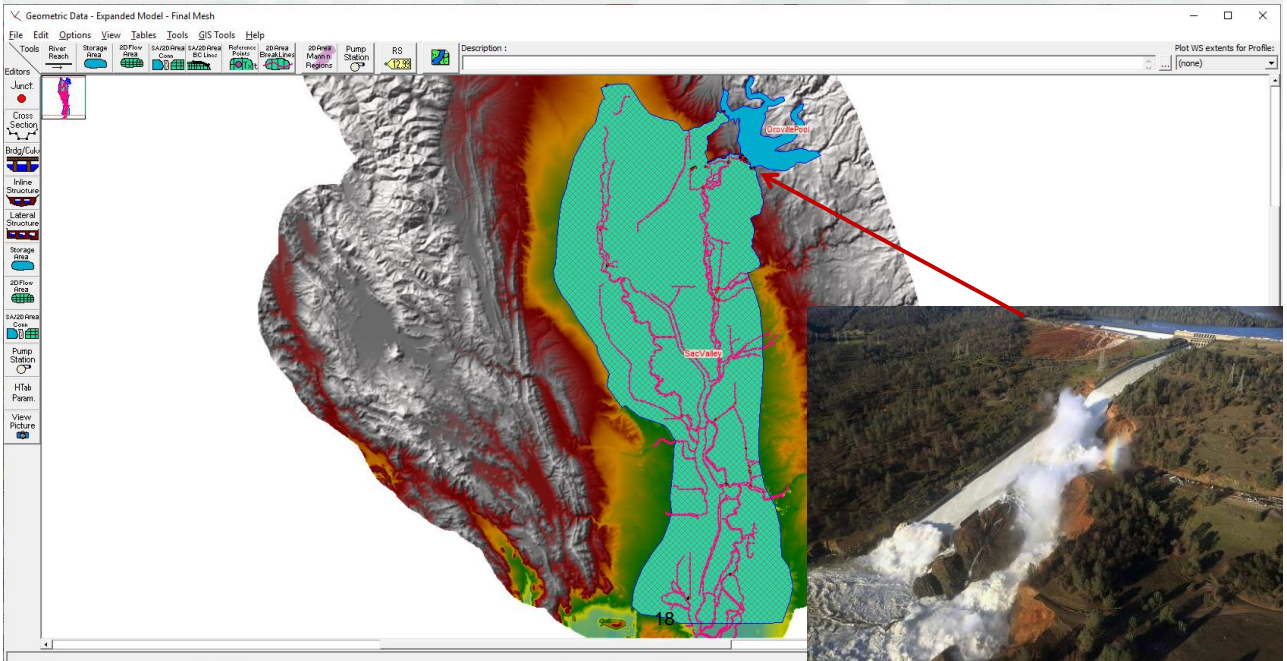 Geometric Data - Expanded Model - Final Mesh
File Edit Options View Tables Tools GIS Tools Help
Tools
Editors
River
Reach
Storage
Area
2D Flow
Area
SA/2D Area
Conn
SA/2D Area
BC Lines
Reference
Points
2D Area
BreakLines
2D Area
Mann n
Regions
Pump
Station
RS
12.99
Description :
...
Plot WS extents for Profile:
(none)
Junct.
Cross
Section
Brdg/Culv
Inline
Structure
Lateral
Structure
Storage
Area
2D Flow
Area
SA/2D Area
Conn
Pump
Station
HTab
Param.
View
Picture
OrovillePool
SacValley
18